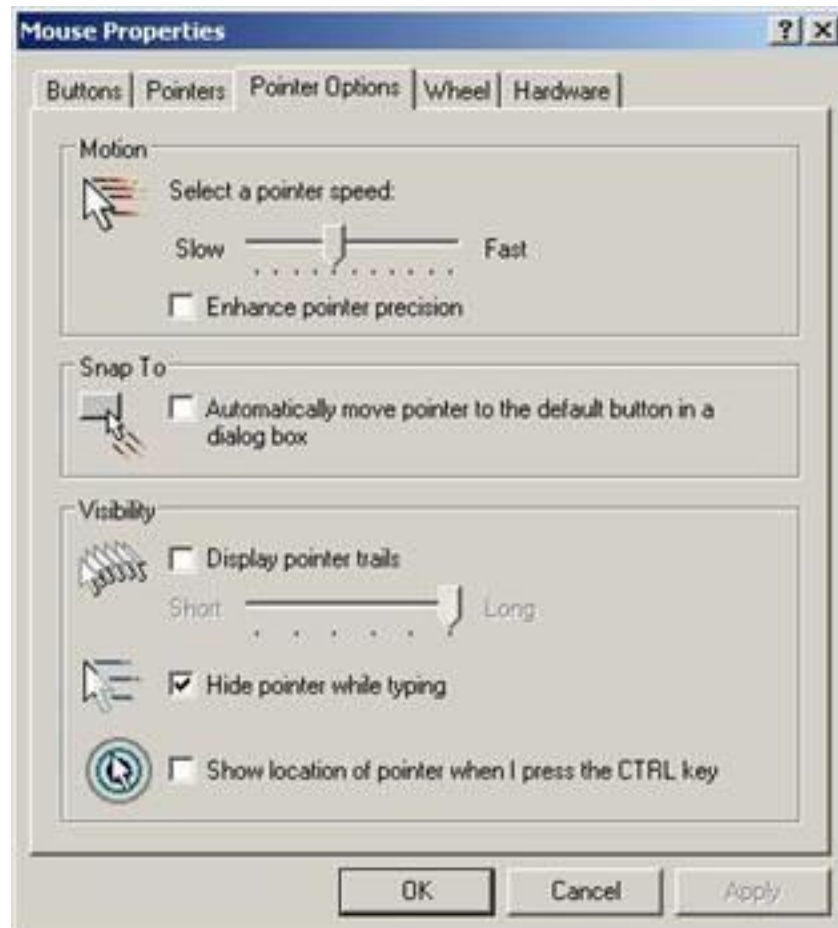 Mouse Properties
Buttons Pointers Pointer Options Wheel Hardware
Motion
Select a pointer speed:
Slow Fast
Enhance pointer precision
Snap To
Automatically move pointer to the default button in a
dialog box
Visibility
Display pointer trails
Short Long
Hide pointer while typing
Show location of pointer when I press the CTRL key
OK Cancel Apply